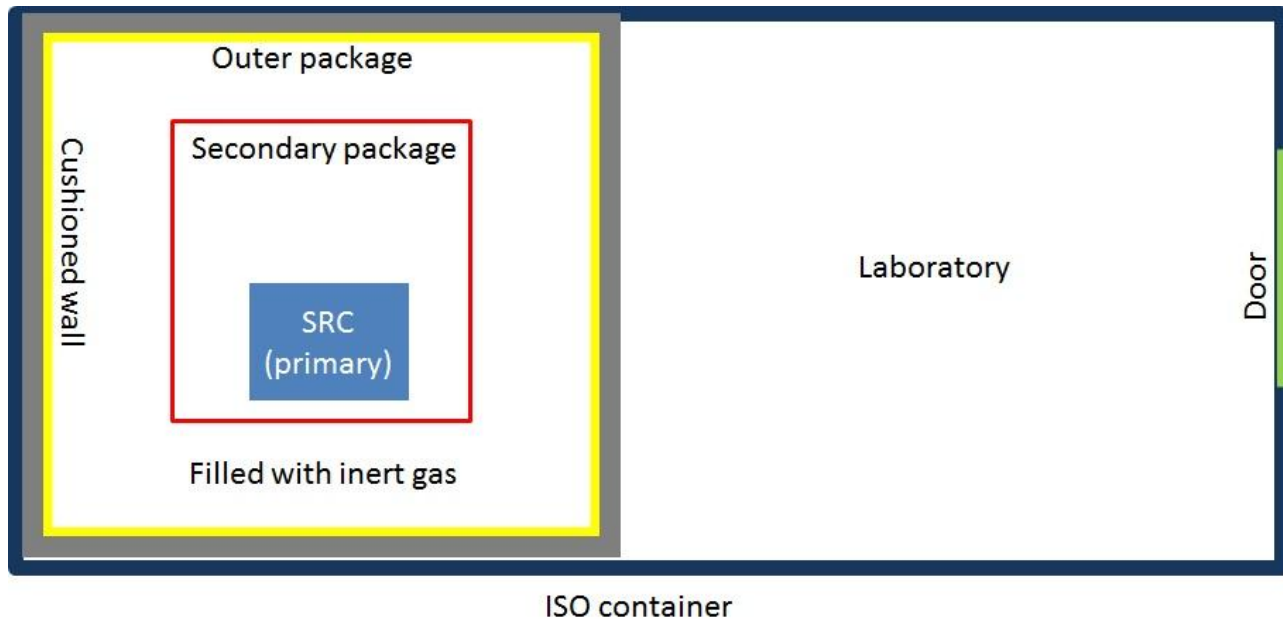 Outer package
Cushioned wall
Secondary package
SRC
(primary)
Filled with inert gas
Laboratory
Door
ISO container